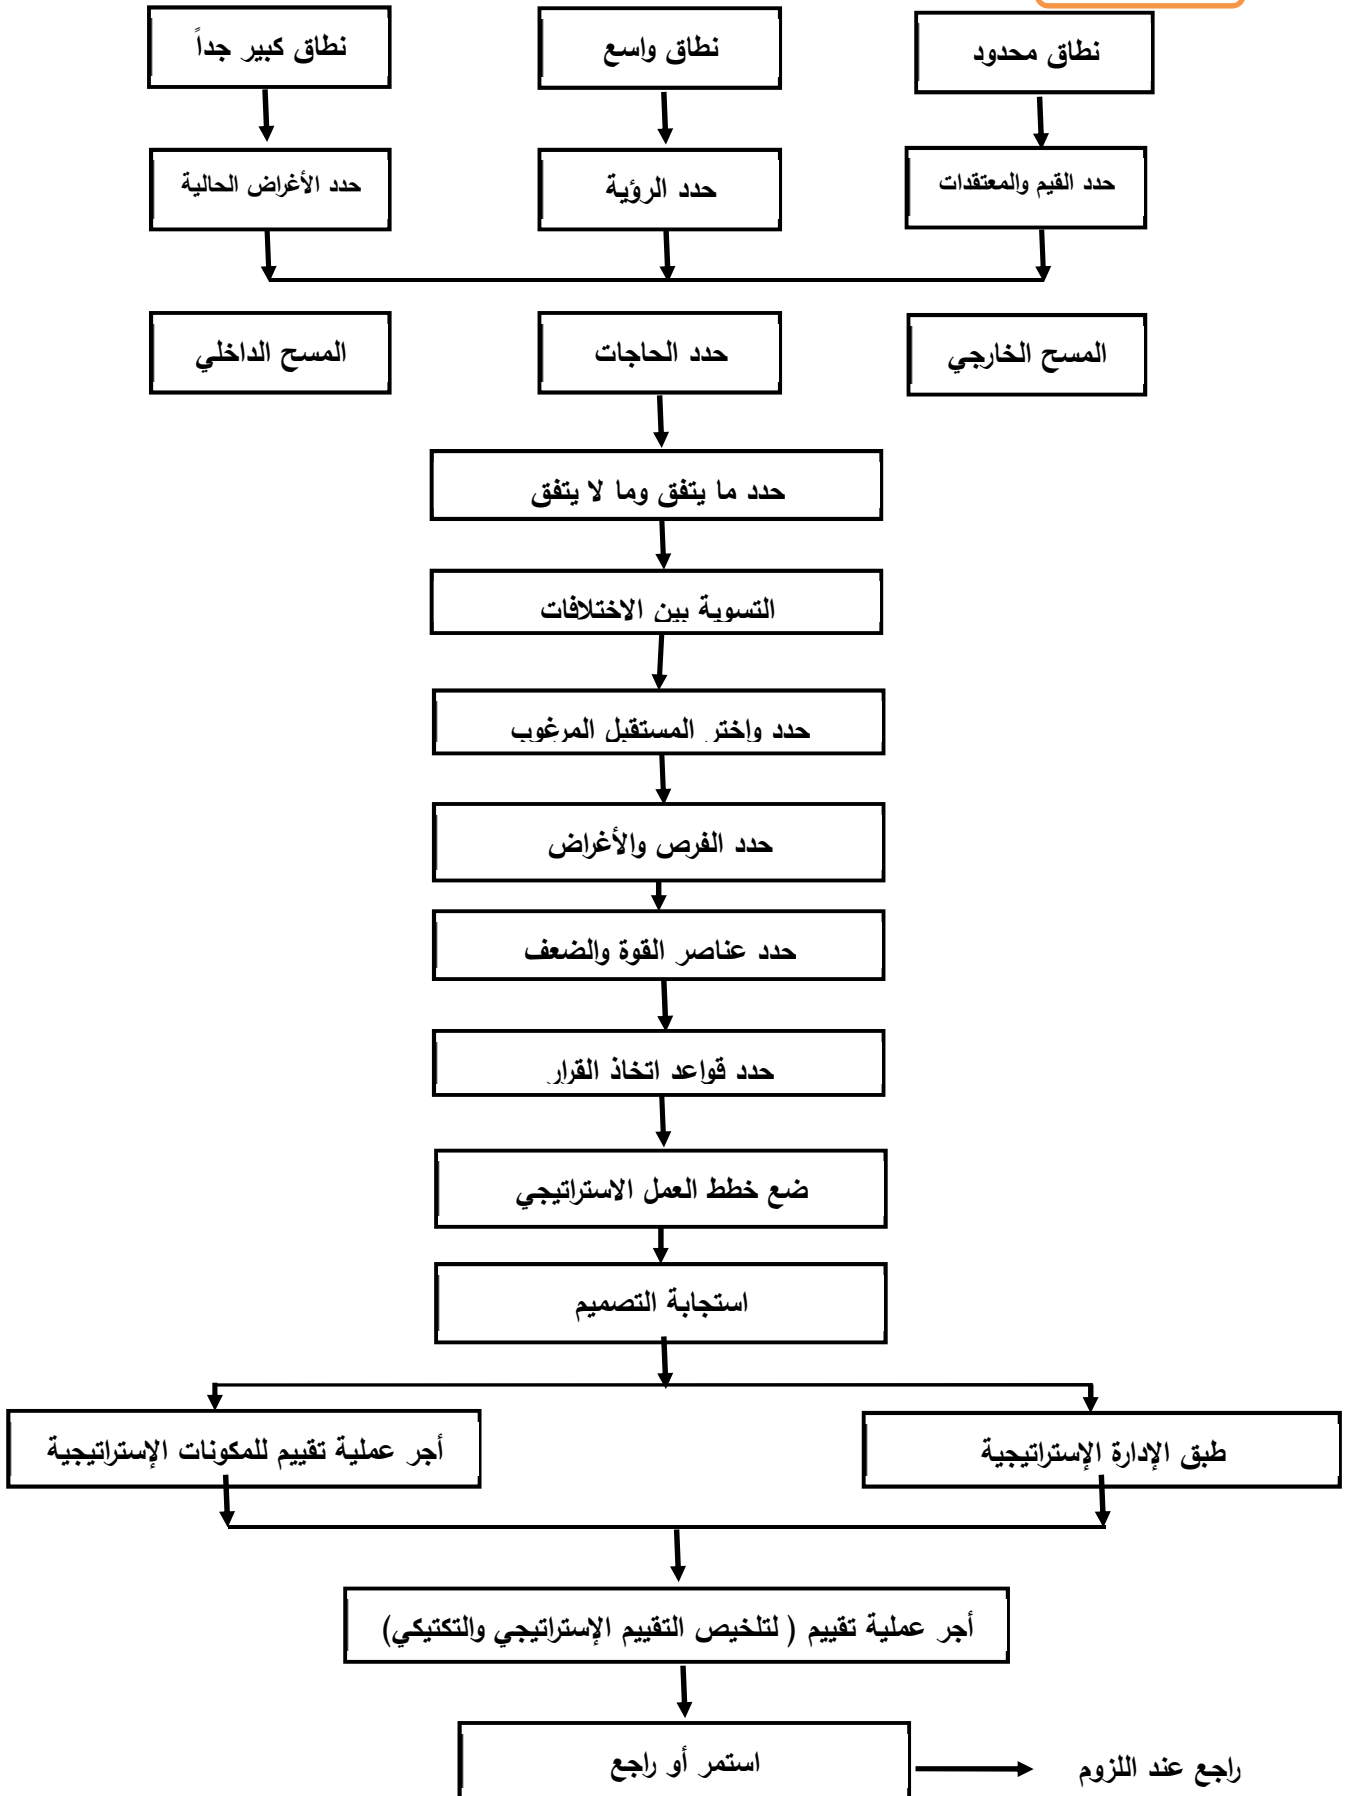 نطاق محدود
نطاق واسع
نطاق كبير جداً
حدد القيم والمعتقدات
حدد الرؤية
حدد الأغراض الحالية
المسح الخارجي
حدد الحاجات
المسح الداخلي
حدد ما يتفق وما لا يتفق
التسوية بين الاختلافات
حدد واختر المستقبل المرغوب
حدد الفرص والأغراض
حدد عناصر القوة والضعف
حدد قواعد اتخاذ القرار
ضع خطط العمل الاستراتيجي
استجابة التصميم
طبق الإدارة الإستراتيجية
أجر عملية تقييم للمكونات الإستراتيجية
أجر عملية تقييم ( لتلخيص التقييم الإستراتيجي والتكتيكي)
استمر أو راجع
راجع عند اللزوم